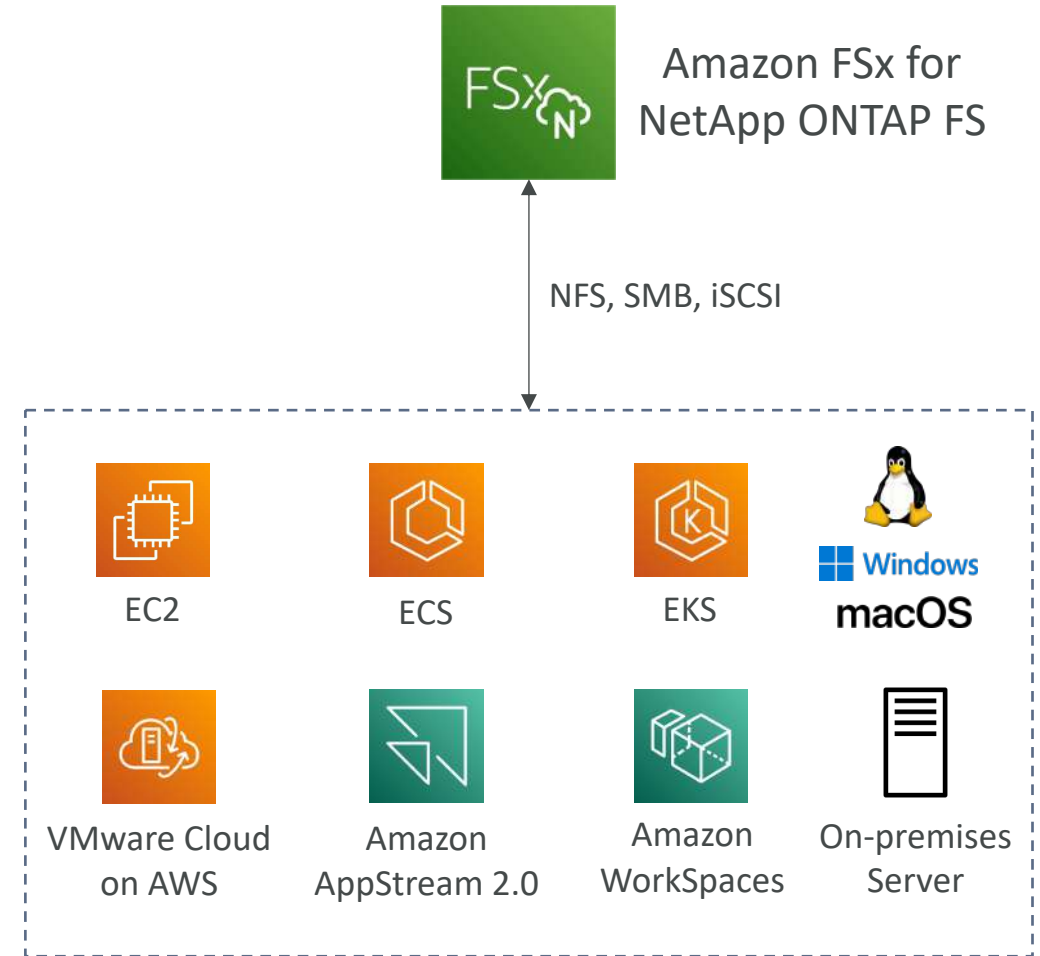 FSx
N
Amazon FSx for
NetApp ONTAP FS
NFS, SMB, iSCSI
EC2
ECS
K
EKS
Windows
macOS
VMware Cloud
on AWS
Amazon
AppStream 2.0
Amazon
WorkSpaces
On-premises
Server